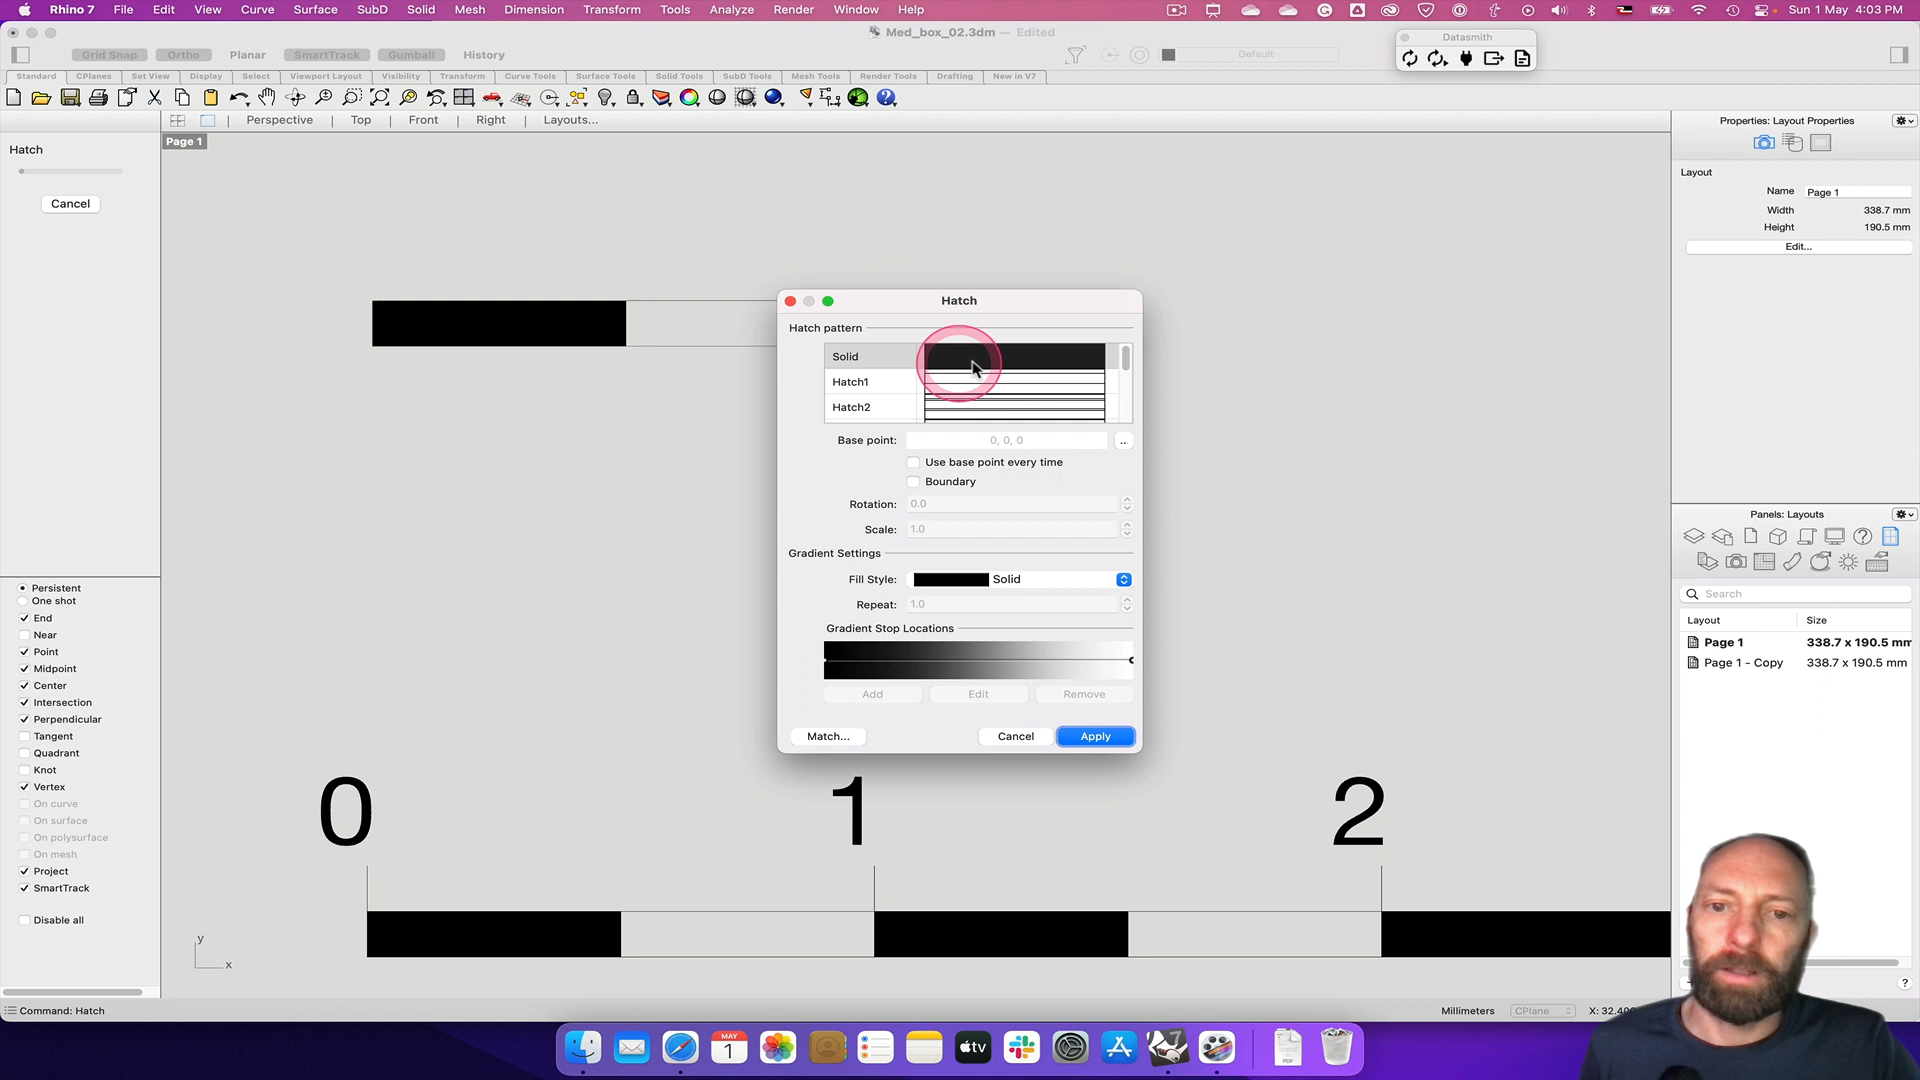 Rhino 7 File Edit View Curve Surface SubD Solid Mesh Dimension Transform Tools Analyze Render Window Help Sun 1 May 4:03 PM
Med_box_02.3dm — Edited
Datasmith
Grid Snap Ortho Planar SmartTrack Gumball History Default
Standard CPlanes Set View Display Select Viewport Layout Visibility Transform Curve Tools Surface Tools Solid Tools SubD Tools Mesh Tools Render Tools Drafting New in V7
Perspective Top Front Right Layouts...
Page 1
Hatch
Cancel
Properties: Layout Properties
Layout
Name Page 1
Width 338.7 mm
Height 190.5 mm
Edit...
Hatch
Hatch pattern
Solid
Hatch1
Hatch2
Base point: 0, 0, 0 ..
Use base point every time
Boundary
Rotation: 0.0
Scale: 1.0
Gradient Settings
Fill Style: Solid
Repeat: 1.0
Gradient Stop Locations
Add Edit Remove
Match... Cancel Apply
Panels: Layouts
Search
Layout Size
Page 1 338.7 x 190.5 mm
Page 1 - Copy 338.7 x 190.5 mm
?
Persistent
One shot
End
Near
Point
Midpoint
Center
Intersection
Perpendicular
Tangent
Quadrant
Knot
Vertex
On curve
On surface
On polysurface
On mesh
Project
SmartTrack
Disable all
0 1 2
y
x
Command: Hatch
Millimeters CPlane X: 32.400
MAY
1
tv
PDF